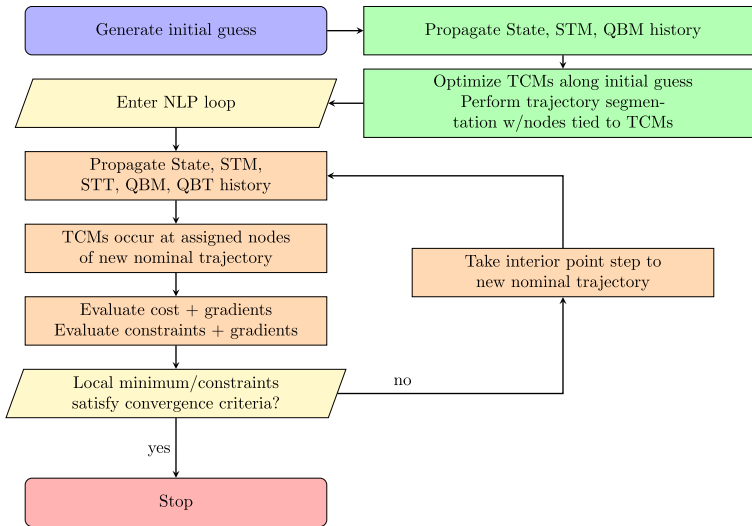 Generate initial guess
Propagate State, STM, QBM history
Optimize TCMs along initial guess
Perform trajectory segmen-
tation w/nodes tied to TCMs
Enter NLP loop
Propagate State, STM,
STT, QBM, QBT history
TCMs occur at assigned nodes
of new nominal trajectory
Take interior point step to
new nominal trajectory
Evaluate cost + gradients
Evaluate constraints + gradients
Local minimum/constraints
satisfy convergence criteria?
no
yes
Stop